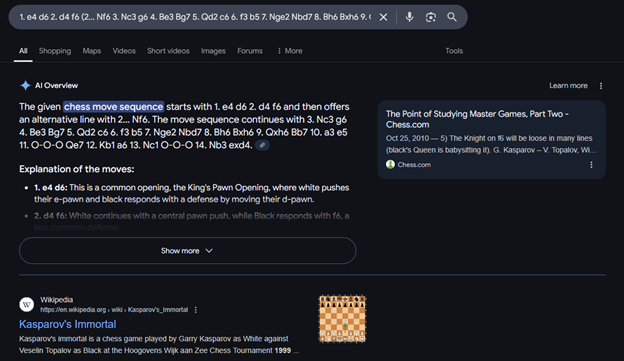 1. e4 d6 2. d4 f6 (2... Nf6 3. Nc3 g6 4. Be3 Bg7 5. Qd2 c6 6. f3 b5 7. Nge2 Nbd7 8. Bh6 Bxh6 9. (
All Shopping Maps Videos Short videos Images Forums More Tools
AI Overview
Learn more
The given chess move sequence starts with 1. e4 d6 2. d4 f6 and then offers
an alternative line with 2... Nf6. The move sequence continues with 3. Nc3 g6
4. Be3 Bg7 5. Qd2 c6 6. f3 b5 7. Nge2 Nbd7 8. Bh6 Bxh6 9. Qxh6 Bb7 10. a3 e5
11. O-O-O Qe7 12. Kb1 a6 13. Nc1 O-O-O 14. Nb3 exd4.
Explanation of the moves:
• 1. e4 d6: This is a common opening, the King's Pawn Opening, where white pushes
their e-pawn and black responds with a defense by moving their d-pawn.
• 2. d4 f6: White continues with a central pawn push, while Black responds with f6, a
less common defense.
Show more
The Point of Studying Master Games, Part Two -
Chess.com
Oct 25, 2010 — 5) The Knight on f6 will be loose in many lines
(black's Queen is babysitting it). G. Kasparov – V. Topalov, Wi...
Chess.com
W
Wikipedia
https://en.wikipedia.org › wiki › Kasparov's_Immortal
Kasparov's Immortal
Kasparov's immortal is a chess game played by Garry Kasparov as White against
Veselin Topalov as Black at the Hoogovens Wijk aan Zee Chess Tournament 1999 ...